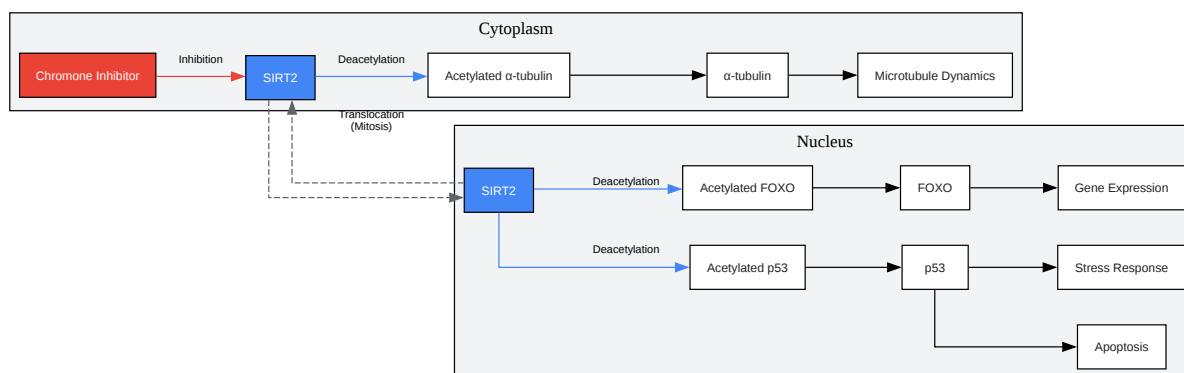 Cytoplasm
Inhibition
Deacetylation
Chromone Inhibitor
SIRT2
Acetylated α-tubulin
α-tubulin
Microtubule Dynamics
Translocation
(Mitosis)
Nucleus
Deacetylation
SIRT2
Acetylated FOXO
FOXO
Gene Expression
Deacetylation
Acetylated p53
p53
Stress Response
Apoptosis